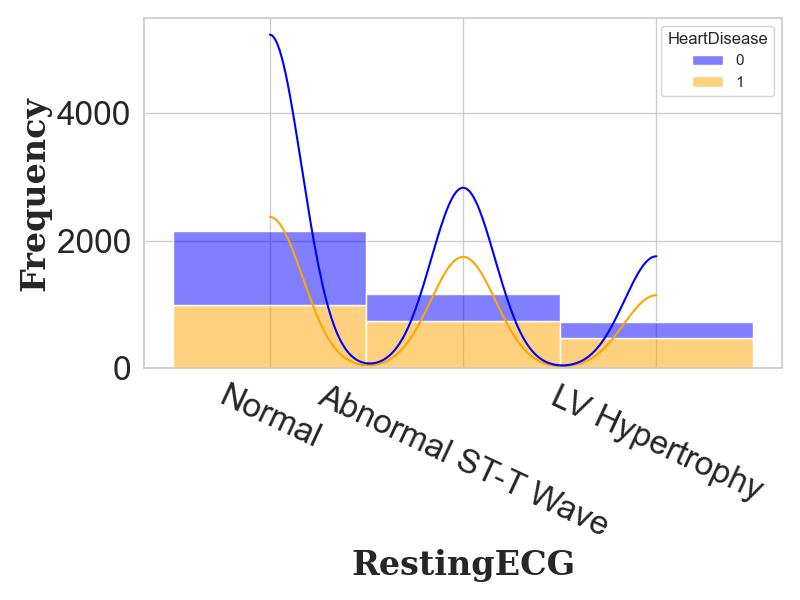 HeartDisease
0
1
Frequency
4000
2000
0
Normal
Abnormal ST-T Wave
LV Hypertrophy
RestingECG